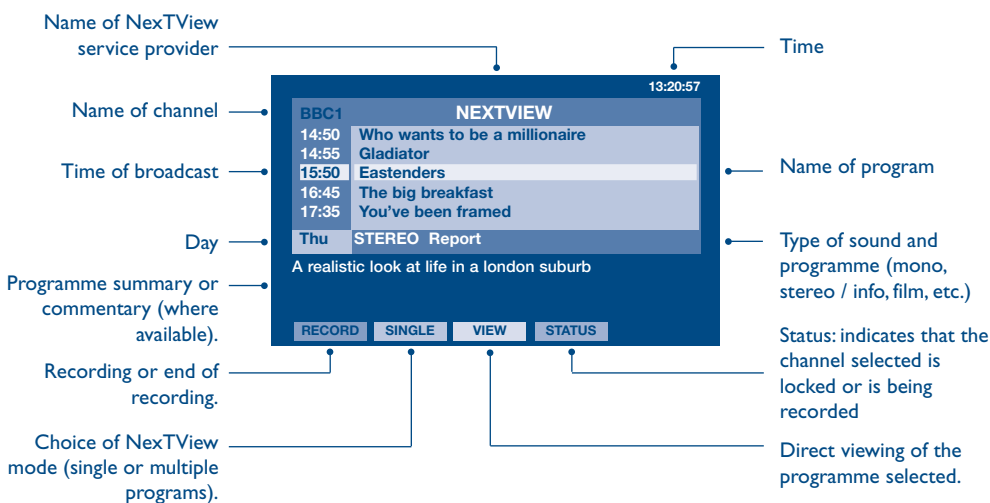 Name of NexTView
service provider
Time
Name of channel
Time of broadcast
Day
Programme summary or
commentary (where
available).
Recording or end of
recording.
Choice of NexTView
mode (single or multiple
programs).
13:20:57
BBC1 NEXTVIEW
14:50 Who wants to be a millionaire
14:55 Gladiator
15:50 Eastenders
16:45 The big breakfast
17:35 You've been framed
Thu STEREO Report
A realistic look at life in a london suburb
RECORD SINGLE VIEW STATUS
Name of program
Type of sound and
programme (mono,
stereo / info, film, etc.)
Status: indicates that the
channel selected is
locked or is being
recorded
Direct viewing of the
programme selected.